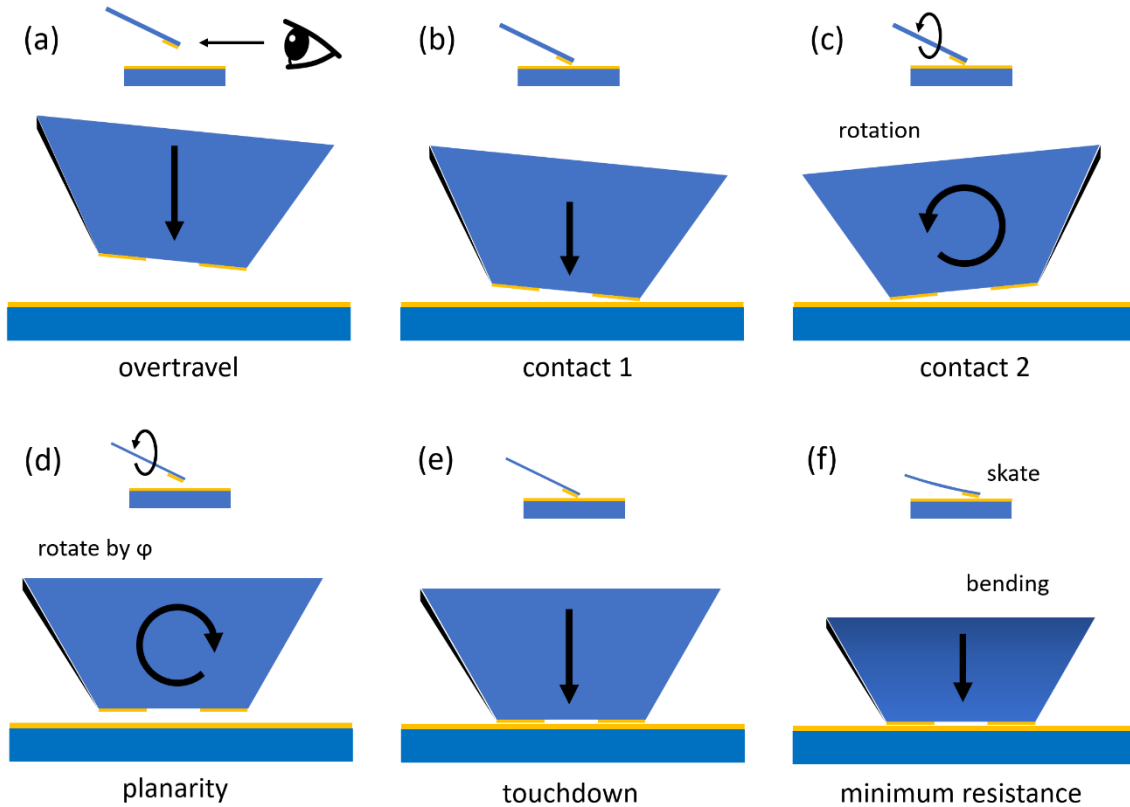 (a)
(b)
(c)
rotation
overtravel
contact 1
contact 2
(d)
(e)
(f)
skate
rotate by φ
bending
planarity
touchdown
minimum resistance